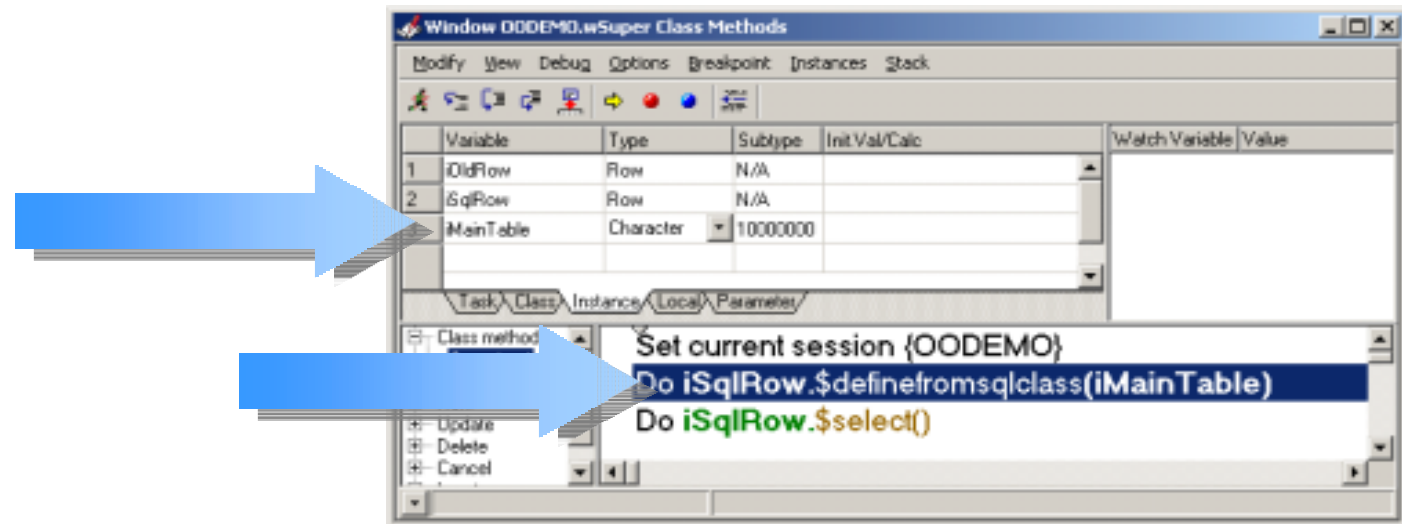 Window OODEMO.wSuper Class Methods
Modify View Debug Options Breakpoint Instances Stack
Variable Type Subtype Init.Val/Calc Watch Variable Value
1 iOldRow Row N/A
2 iSqlRow Row N/A
iMainTable Character 10000000
Task Class Instance Local Parameter
Class method
Set current session {OODEMO}
Do iSqlRow.$definefromsqlclass(iMainTable)
Do iSqlRow.$select()
Update
Delete
Cancel